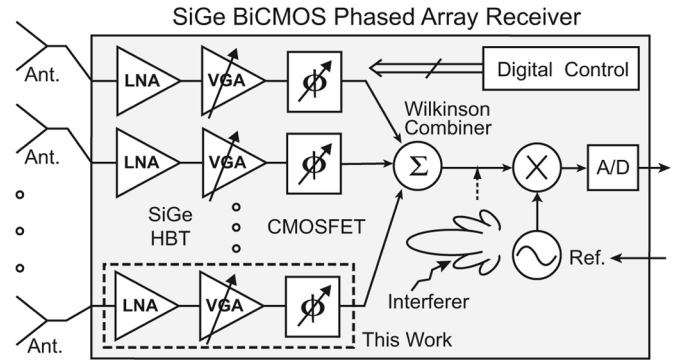 SiGe BiCMOS Phased Array Receiver
Ant.
LNA
VGA
ϕ
Digital Control
Ant.
LNA
VGA
ϕ
Wilkinson
Combiner
Σ
A/D
SiGe
HBT
CMOSFET
Ref.
Interferer
Ant.
LNA
VGA
ϕ
This Work